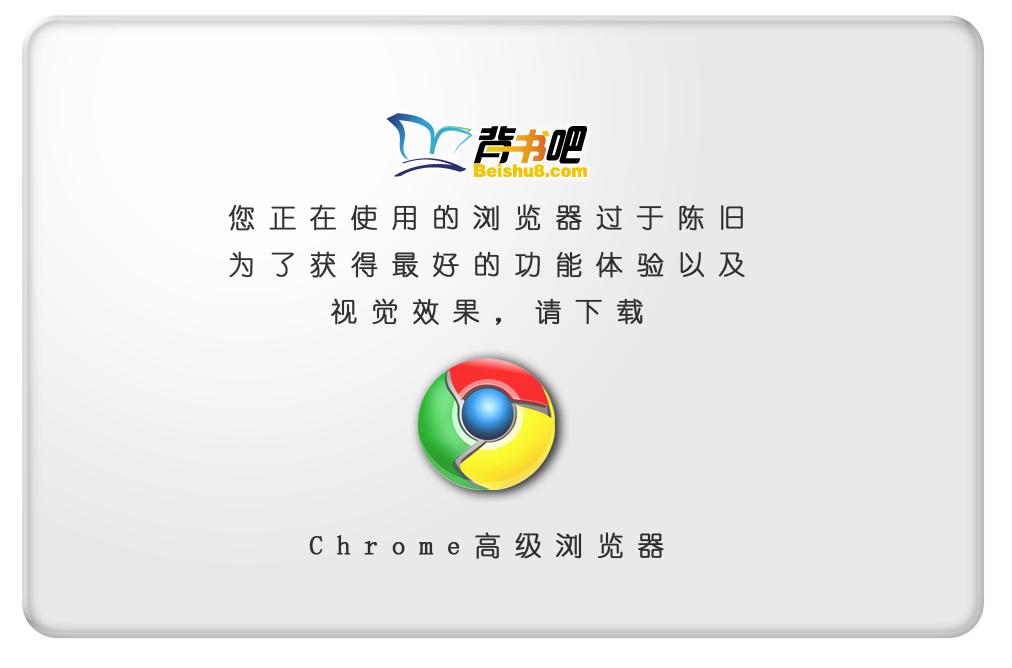 背书吧
Beishu8.com
您正在使用的浏览器过于陈旧
为了获得最好的功能体验以及
视觉效果，请下载
Chrome高级浏览器